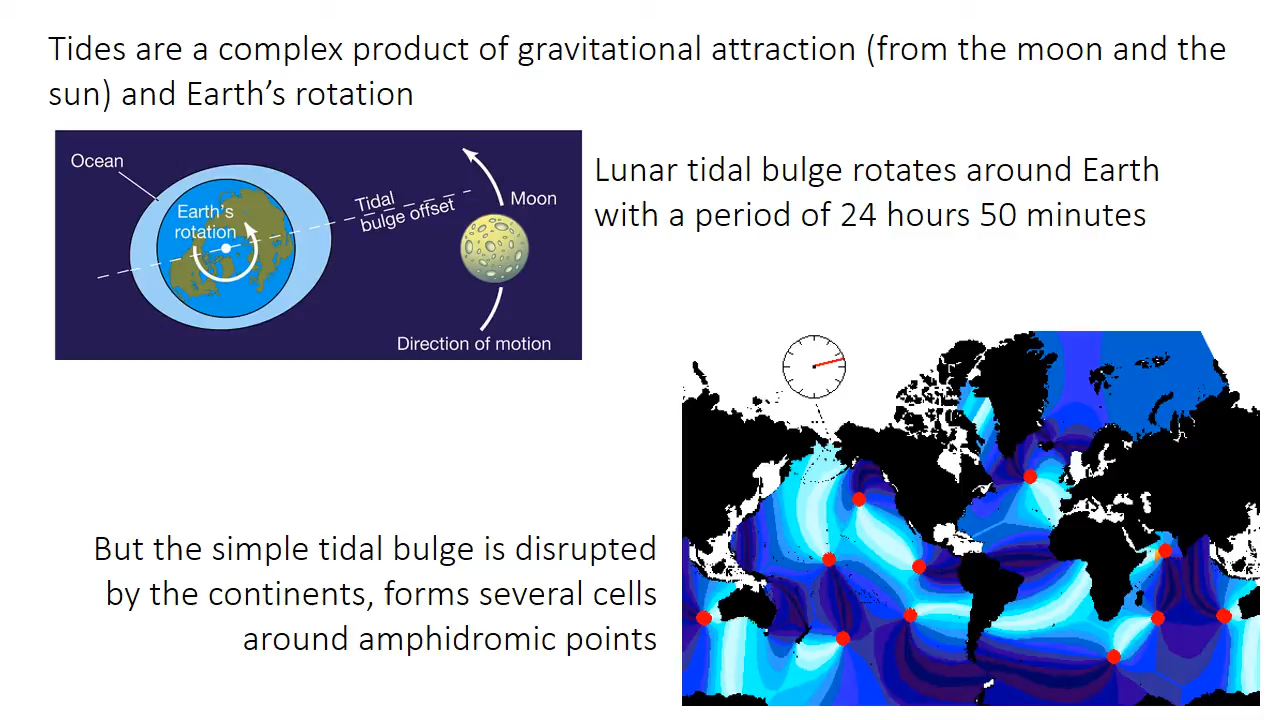 Tides are a complex product of gravitational attraction (from the moon and the
sun) and Earth’s rotation
Ocean
Earth's
rotation
Tidal
bulge offset
Moon
Direction of motion
Lunar tidal bulge rotates around Earth
with a period of 24 hours 50 minutes
But the simple tidal bulge is disrupted
by the continents, forms several cells
around amphidromic points